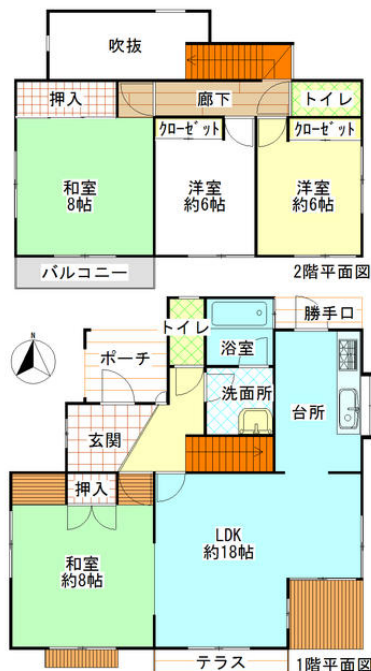 吹抜
押入
廊下
トイレ
クローゼット
クローゼット
和室
8帖
洋室
約6帖
洋室
約6帖
バルコニー
2階平面図
勝手口
トイレ
ポーチ
浴室
N
洗面所
台所
玄関
押入
和室
約8帖
LDK
約18帖
テラス
1階平面図